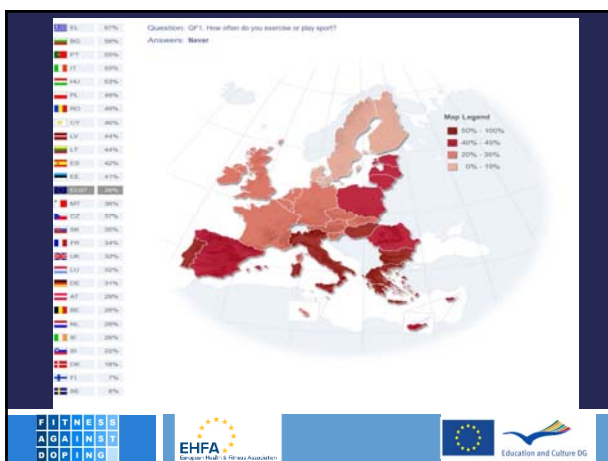 EL 67%
BG 58%
PT 55%
IT 55%
HU 53%
PL 49%
RO 49%
CY 46%
LV 44%
LT 44%
ES 42%
EE 41%
EU27 39%
MT 38%
CZ 37%
SK 35%
FR 34%
UK 32%
LU 32%
DE 31%
AT 29%
BE 28%
NL 28%
IE 26%
SI 22%
DK 18%
FI 7%
SE 6%
Question: QF1. How often do you exercise or play sport?
Answers: Never
Map Legend
50% - 100%
40% - 49%
20% - 39%
0% - 19%
FITNESS
AGAINST
DOPING
EHFA
European Health & Fitness Association
Education and Culture DG